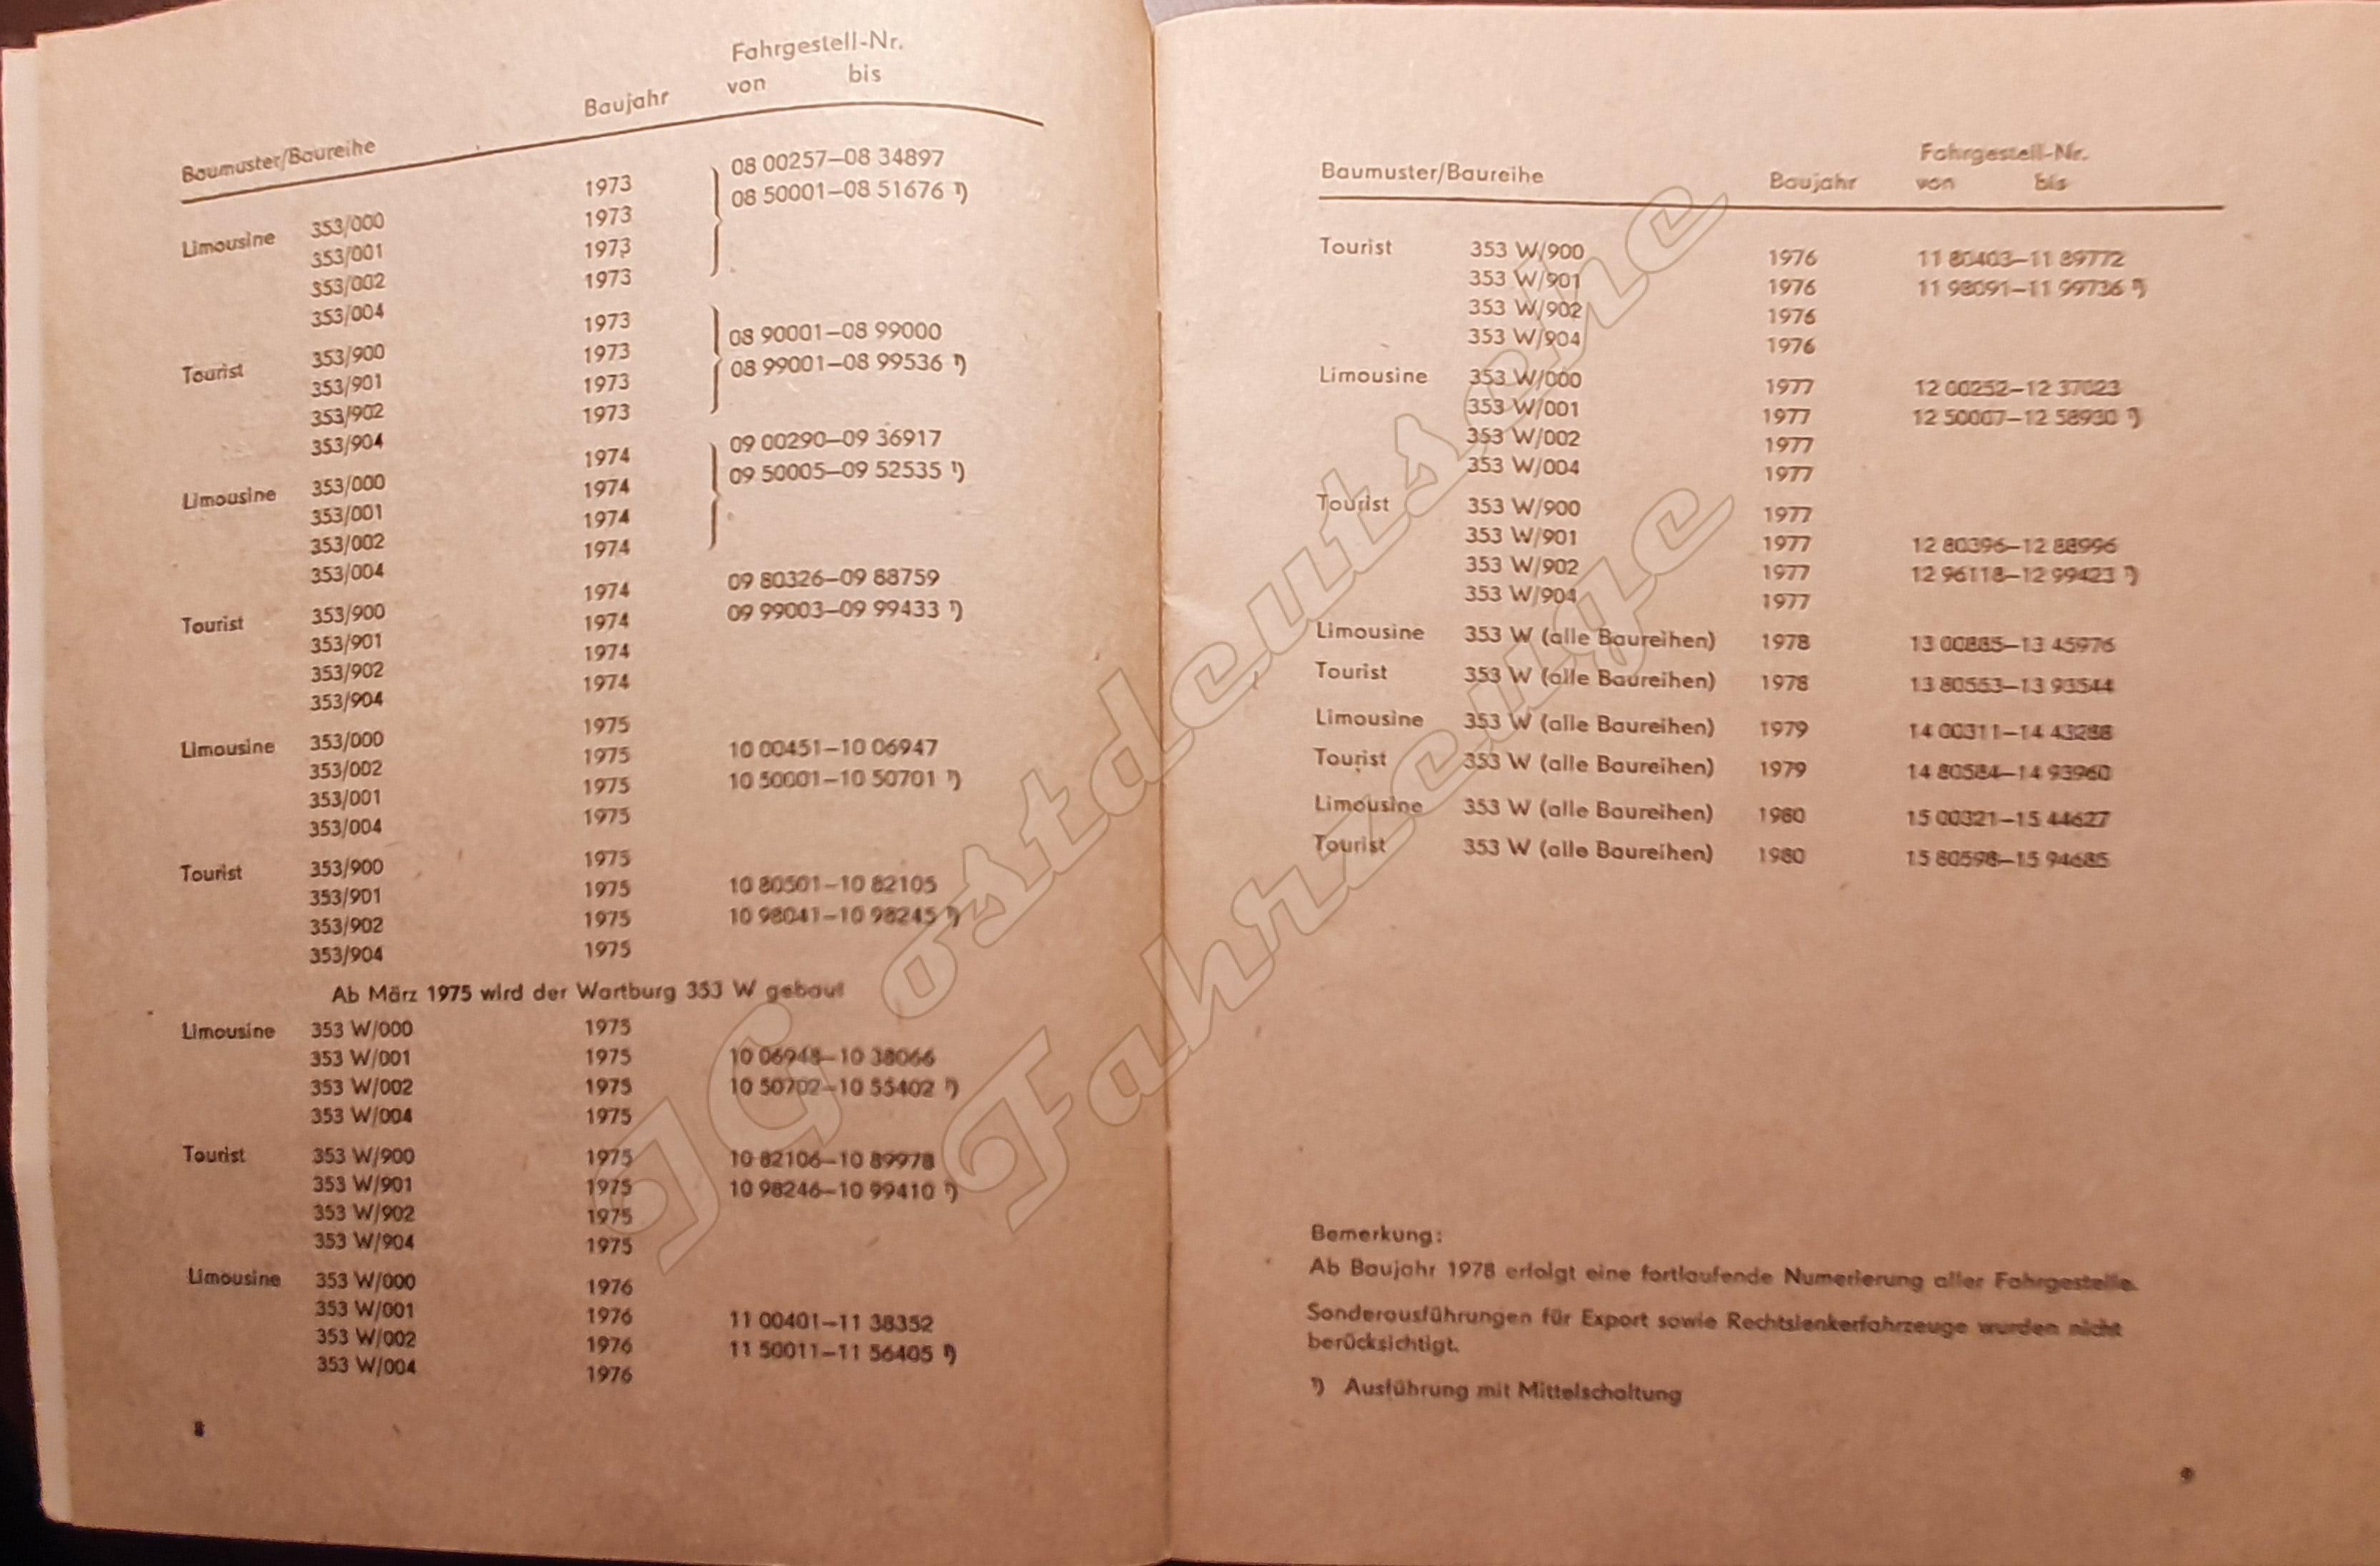 Fahrgestell-Nr.
Baumuster/Baureihe Baujahr von bis
Limousine 353/000 1973 08 00257–08 34897
353/001 1973 08 50001–08 51676 ¹)
353/002 1973
353/004 1973
Tourist 353/900 1973 08 90001–08 99000
353/901 1973 08 99001–08 99536 ¹)
353/902 1973
353/904 1973
Limousine 353/000 1974 09 00290–09 36917
353/001 1974 09 50005–09 52535 ¹)
353/002 1974
353/004 1974
Tourist 353/900 1974 09 80326–09 88759
353/901 1974 09 99003–09 99433 ¹)
353/902 1974
353/904 1974
Limousine 353/000 1975
353/002 1975 10 00451–10 06947
353/001 1975 10 50001–10 50701 ¹)
353/004 1975
Tourist 353/900 1975
353/901 1975 10 80501–10 82105
353/902 1975 10 98041–10 98245 ¹)
353/904 1975
Ab März 1975 wird der Wartburg 353 W gebaut
Limousine 353 W/000 1975
353 W/001 1975 10 06948–10 38066
353 W/002 1975 10 50702–10 55402 ¹)
353 W/004 1975
Tourist 353 W/900 1975 10 82106–10 89978
353 W/901 1975 10 98246–10 99410 ¹)
353 W/902 1975
353 W/904 1975
Limousine 353 W/000 1976
353 W/001 1976 11 00401–11 38352
353 W/002 1976 11 50011–11 56405 ¹)
353 W/004 1976
8
Fahrgestell-Nr.
Baumuster/Baureihe Baujahr von bis
Tourist 353 W/900 1976 11 80403–11 89772
353 W/901 1976 11 98091–11 99736 ¹)
353 W/902 1976
353 W/904 1976
Limousine 353 W/000 1977 12 00252–12 37023
353 W/001 1977 12 50007–12 58930 ¹)
353 W/002 1977
353 W/004 1977
Tourist 353 W/900 1977
353 W/901 1977 12 80396–12 88996
353 W/902 1977 12 96118–12 99423 ¹)
353 W/904 1977
Limousine 353 W (alle Baureihen) 1978 13 00885–13 45976
Tourist 353 W (alle Baureihen) 1978 13 80553–13 93544
Limousine 353 W (alle Baureihen) 1979 14 00311–14 43288
Tourist 353 W (alle Baureihen) 1979 14 80584–14 93960
Limousine 353 W (alle Baureihen) 1980 15 00321–15 44627
Tourist 353 W (alle Baureihen) 1980 15 80598–15 94685
Bemerkung:
Ab Baujahr 1978 erfolgt eine fortlaufende Numerierung aller Fahrgestelle.
Sonderausführungen für Export sowie Rechtslenkerfahrzeuge wurden nicht
berücksichtigt.
¹) Ausführung mit Mittelschaltung
9
IG ostdeutsche
Fahrzeuge